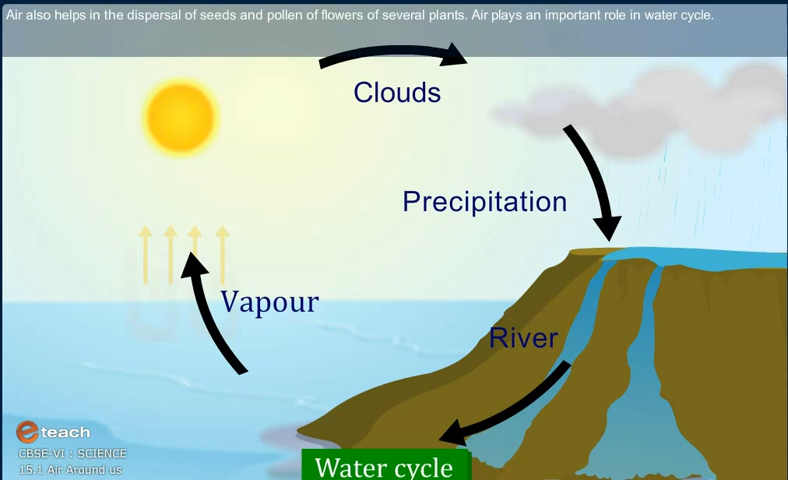 Air also helps in the dispersal of seeds and pollen of flowers of several plants. Air plays an important role in water cycle.
Clouds
Precipitation
Vapour
River
eteach
CBSE-VI : SCIENCE
15.1 Air Around us
Water cycle